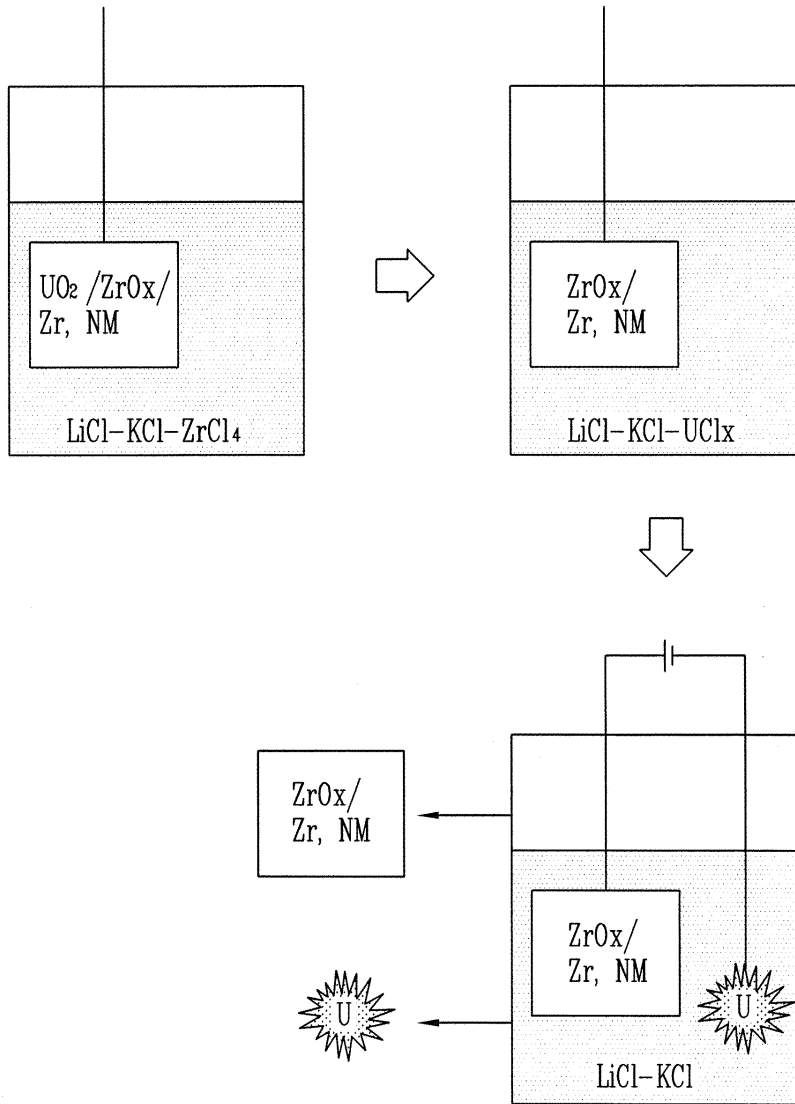 UO₂/ZrOx/
Zr, NM
LiCl-KCl-ZrCl₄
ZrOx/
Zr, NM
LiCl-KCl-UClx
ZrOx/
Zr, NM
ZrOx/
Zr, NM
U
U
LiCl-KCl